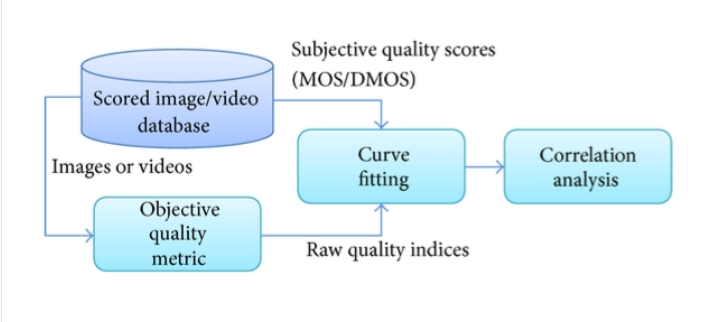 Subjective quality scores
(MOS/DMOS)
Scored image/video
database
Images or videos
Curve
fitting
Correlation
analysis
Objective
quality
metric
Raw quality indices